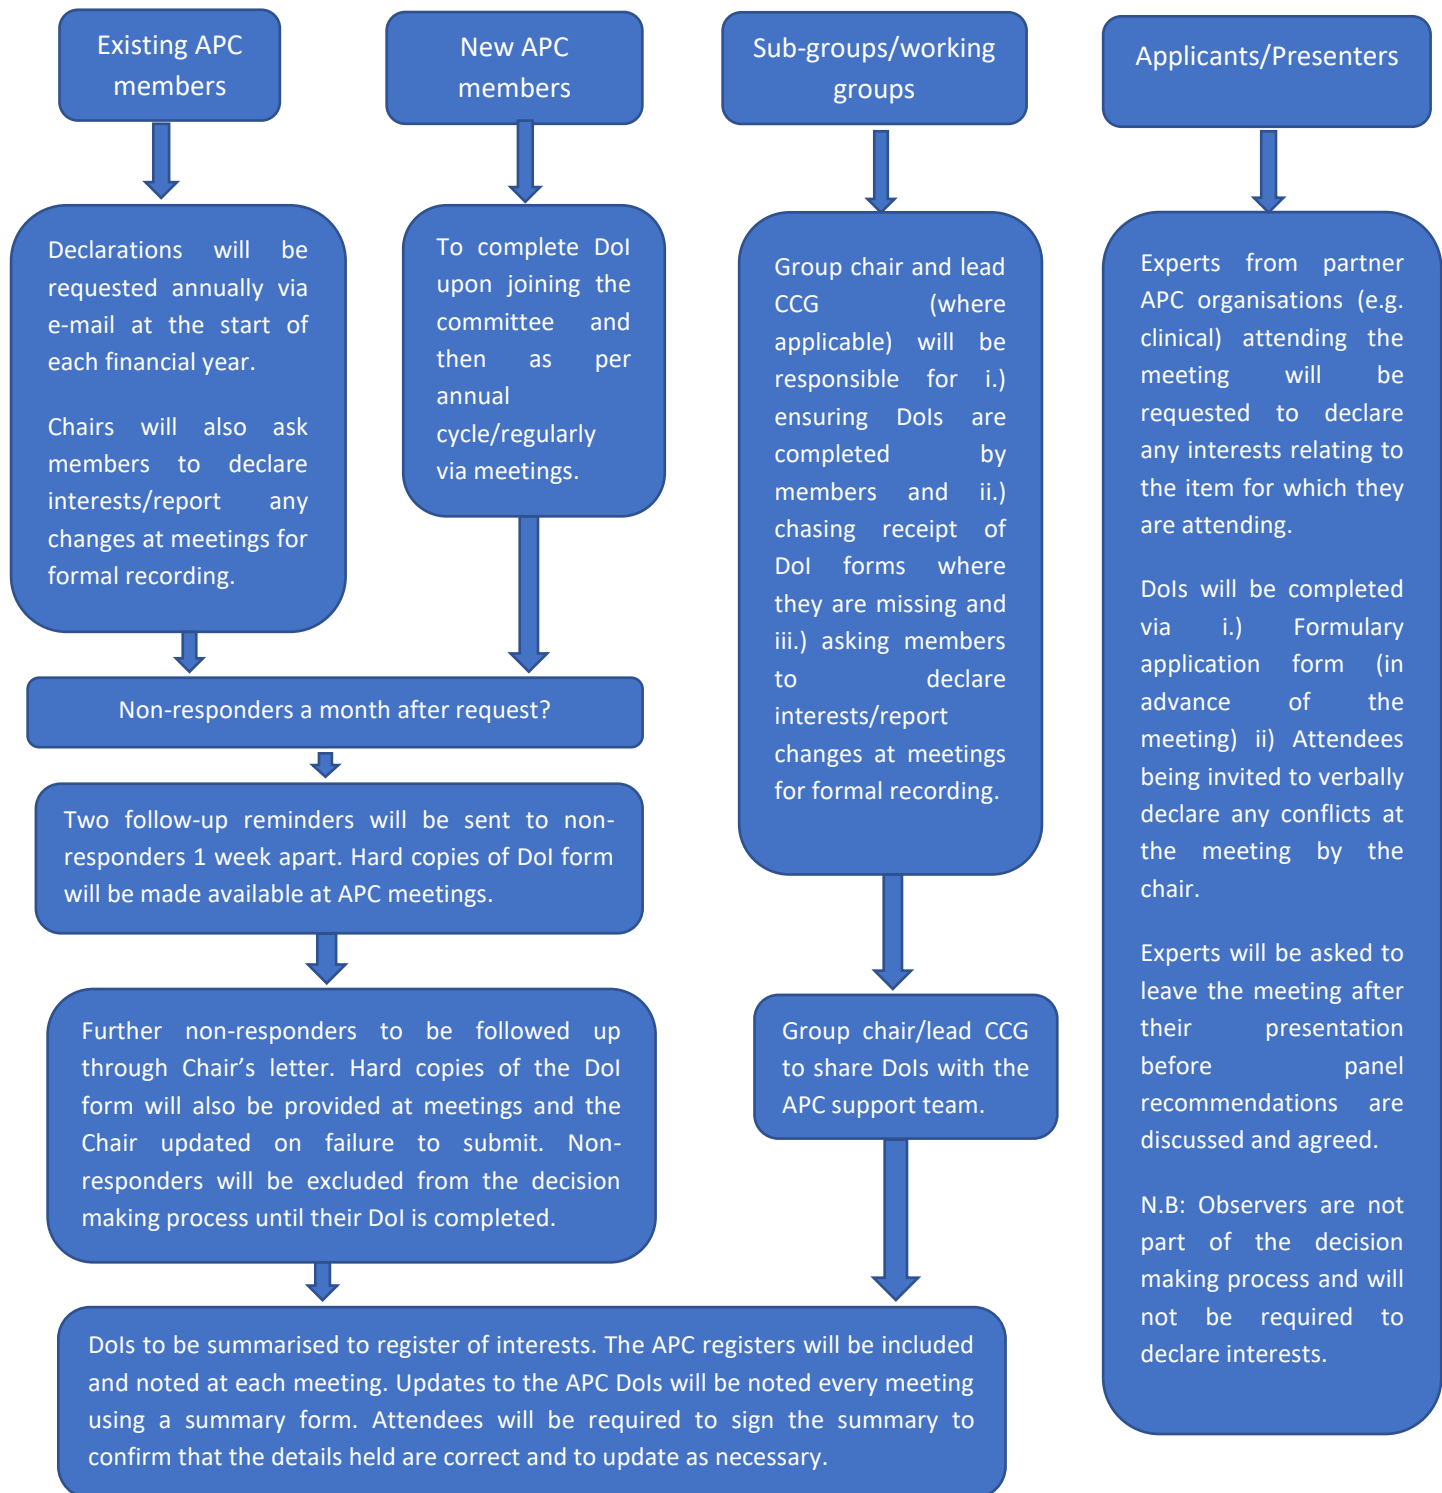 Existing APC
members
New APC
members
Sub-groups/working
groups
Applicants/Presenters
Declarations will be
requested annually via
e-mail at the start of
each financial year.
Chairs will also ask
members to declare
interests/report any
changes at meetings for
formal recording.
To complete DoI
upon joining the
committee and
then as per
annual
cycle/regularly
via meetings.
Group chair and lead
CCG (where
applicable) will be
responsible for i.)
ensuring DoIs are
completed by
members and ii.)
chasing receipt of
DoI forms where
they are missing and
iii.) asking members
to declare
interests/report
changes at meetings
for formal recording.
Experts from partner
APC organisations (e.g.
clinical) attending the
meeting will be
requested to declare
any interests relating to
the item for which they
are attending.
DoIs will be completed
via i.) Formulary
application form (in
advance of the
meeting) ii) Attendees
being invited to verbally
declare any conflicts at
the meeting by the
chair.
Experts will be asked to
leave the meeting after
their presentation
before panel
recommendations are
discussed and agreed.
N.B: Observers are not
part of the decision
making process and will
not be required to
declare interests.
Non-responders a month after request?
Two follow-up reminders will be sent to non-
responders 1 week apart. Hard copies of DoI form
will be made available at APC meetings.
Further non-responders to be followed up
through Chair’s letter. Hard copies of the DoI
form will also be provided at meetings and the
Chair updated on failure to submit. Non-
responders will be excluded from the decision
making process until their DoI is completed.
Group chair/lead CCG
to share DoIs with the
APC support team.
DoIs to be summarised to register of interests. The APC registers will be included
and noted at each meeting. Updates to the APC DoIs will be noted every meeting
using a summary form. Attendees will be required to sign the summary to
confirm that the details held are correct and to update as necessary.